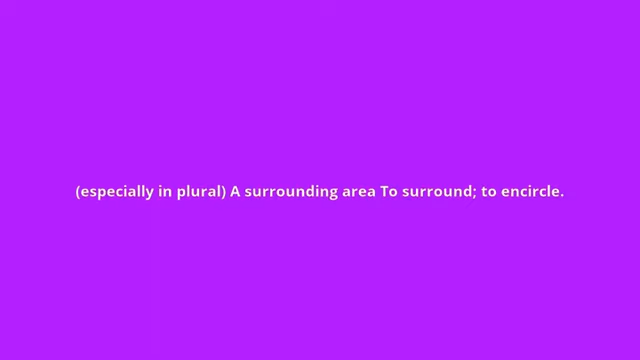 (especially in plural) A surrounding area To surround; to encircle.